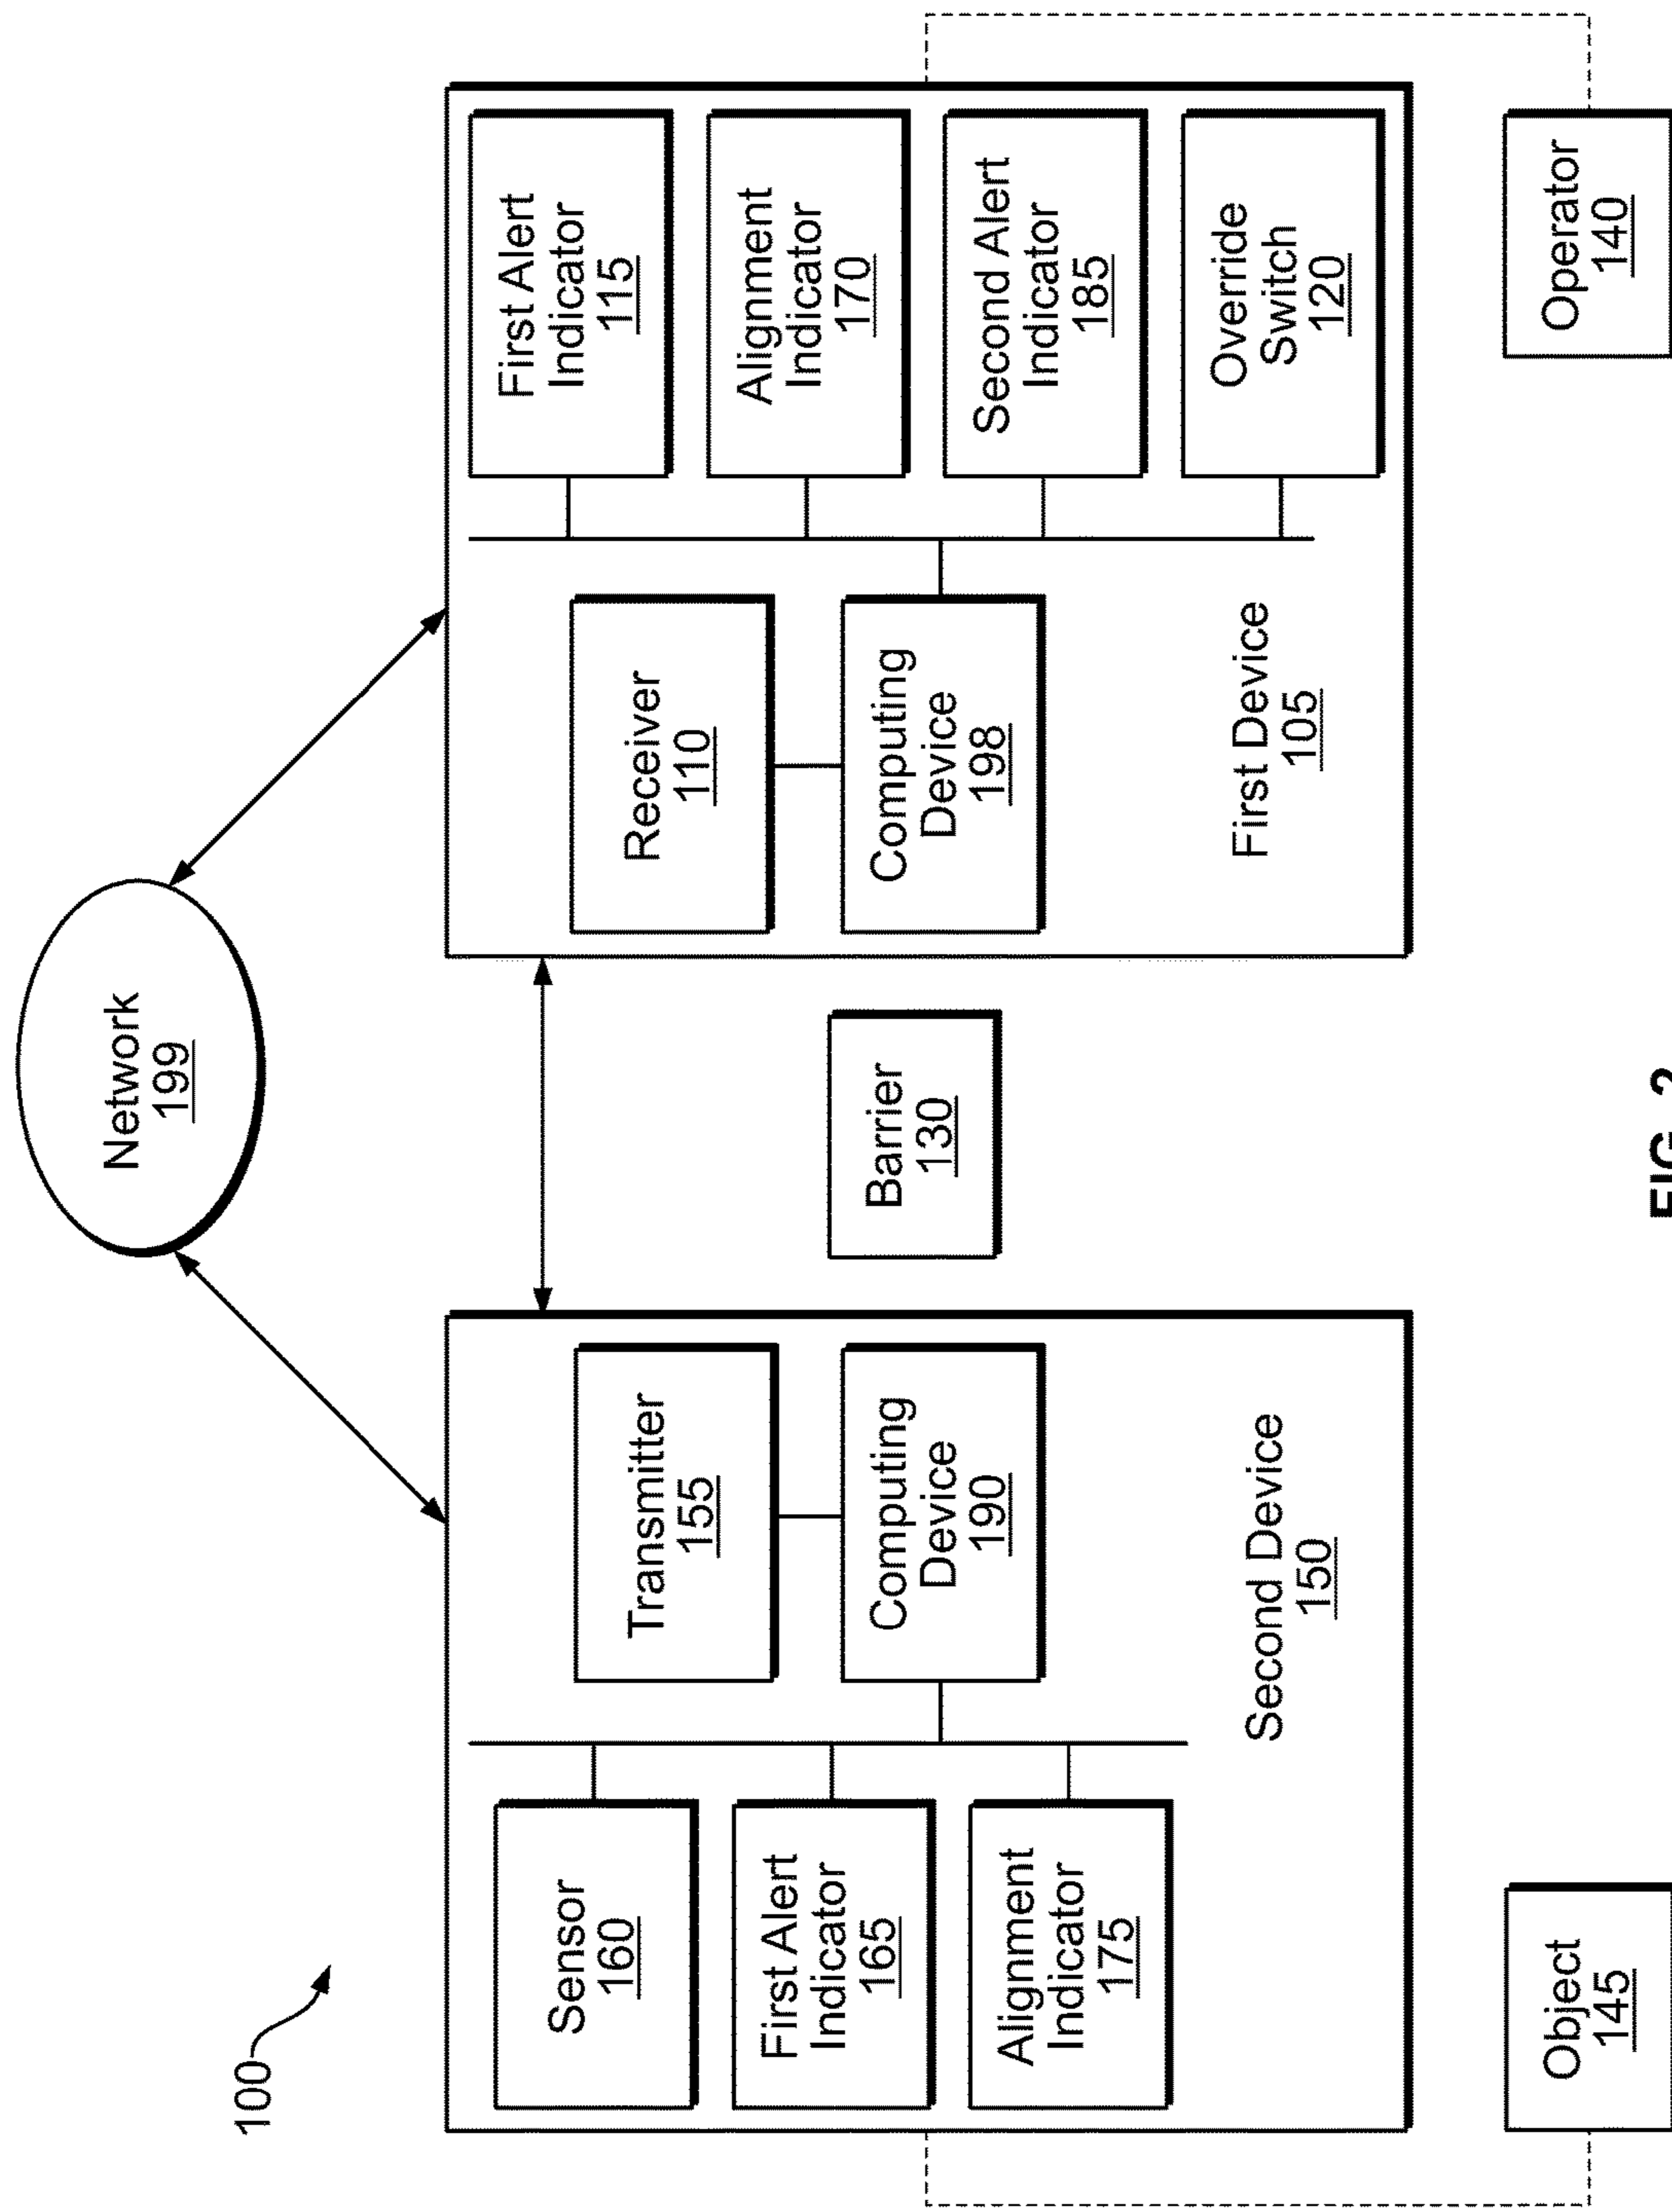 100
Network
199
Sensor
160
First Alert
Indicator
165
Alignment
Indicator
175
Transmitter
155
Computing
Device
190
Second Device
150
Barrier
130
Receiver
110
Computing
Device
198
First Device
105
First Alert
Indicator
115
Alignment
Indicator
170
Second Alert
Indicator
185
Override
Switch
120
Object
145
Operator
140
FIG. 2